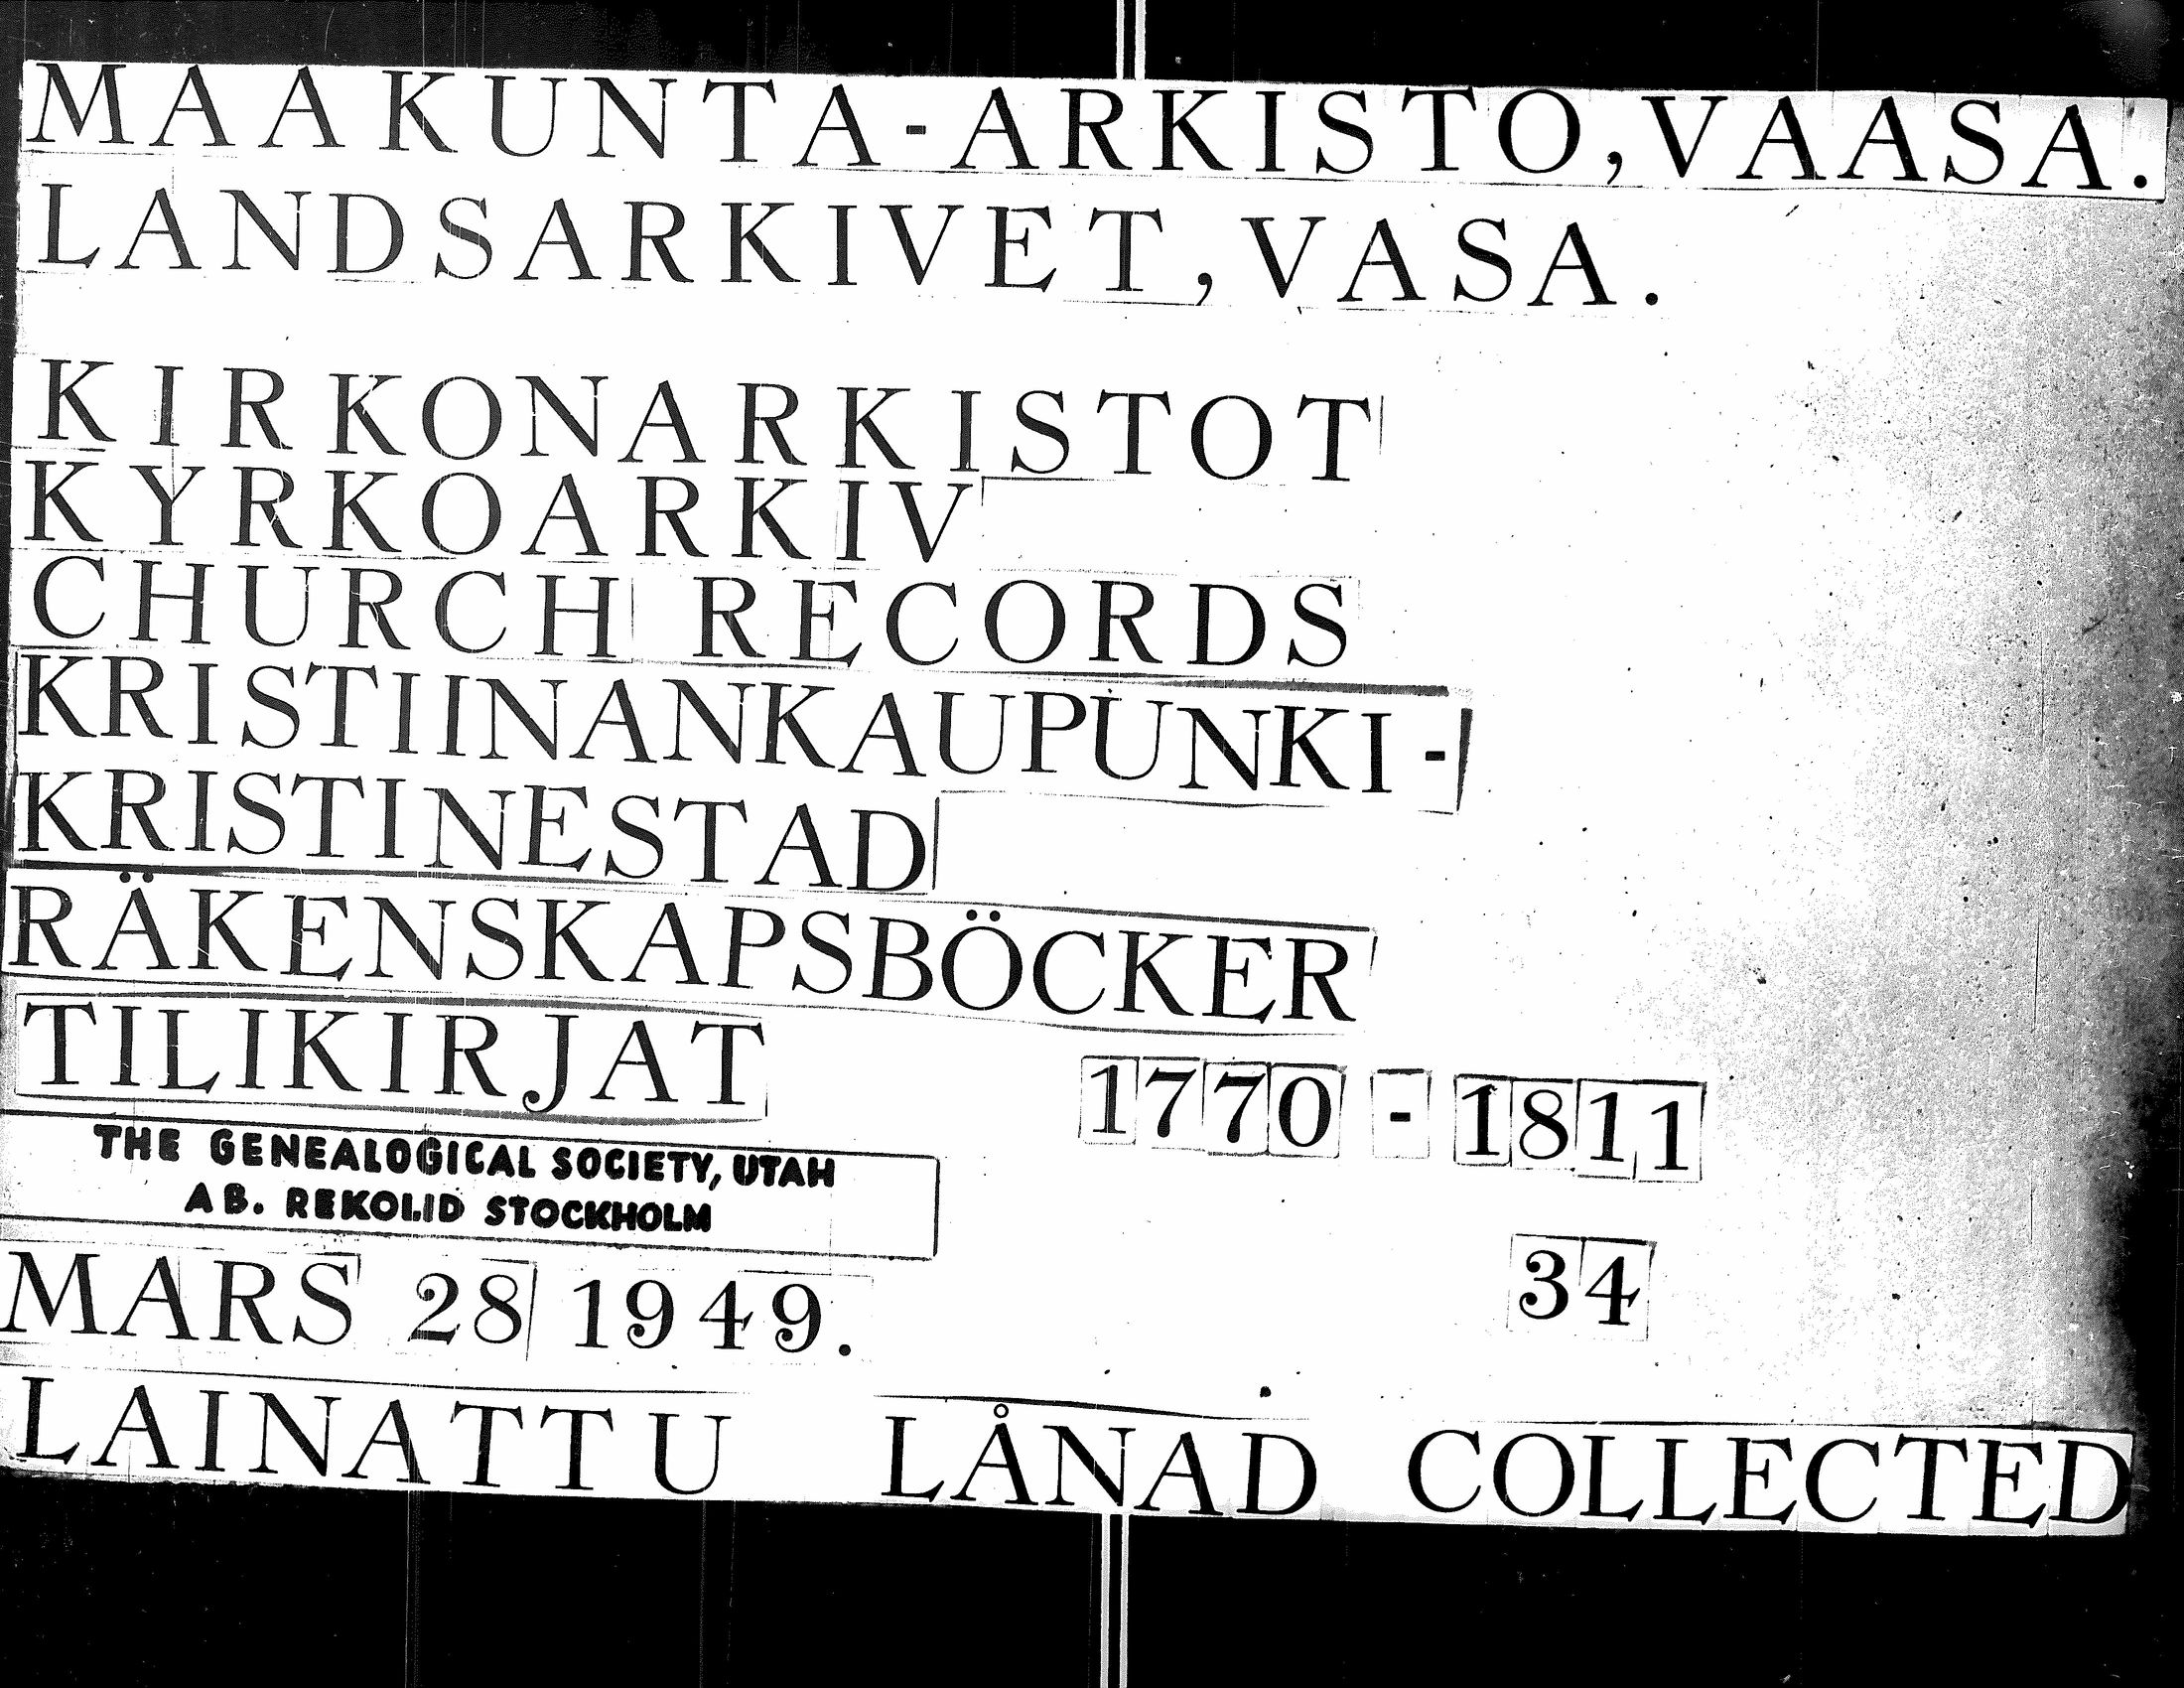 MAAKUNTA-ARKISTO, VAASA.
LANDSARKIVET, VASA.
KIRKONARKISTOT
KYRKOARKIV
CHURCH RECORDS
KRISTIINANKAUPUNKI-
KRISTINESTAD
RÄKENSKAPSBÖCKER
TILIKIRJAT 1770 - 1811
THE GENEALOGICAL SOCIETY, UTAH
AB. REKOLID STOCKHOLM
34
MARS 28 1949.
LAINATTU LÅNAD COLLECTED